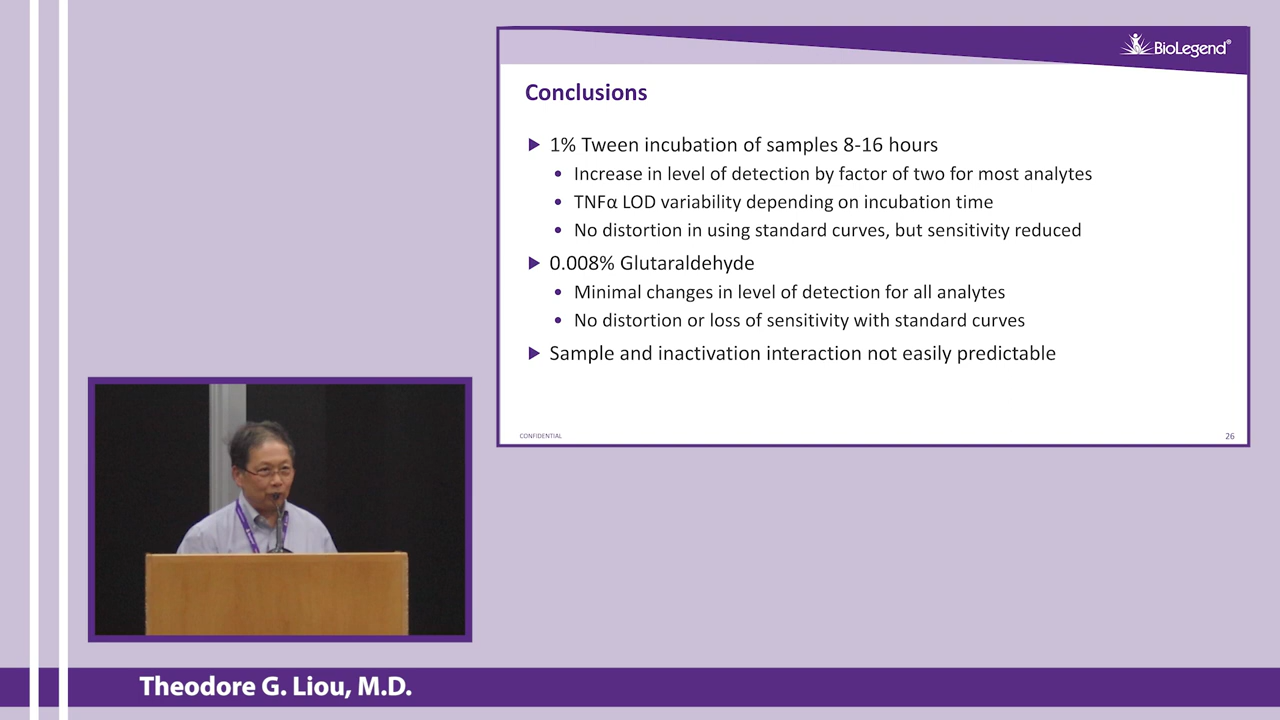 BioLegend®
Conclusions
1% Tween incubation of samples 8-16 hours
Increase in level of detection by factor of two for most analytes
TNFα LOD variability depending on incubation time
No distortion in using standard curves, but sensitivity reduced
0.008% Glutaraldehyde
Minimal changes in level of detection for all analytes
No distortion or loss of sensitivity with standard curves
Sample and inactivation interaction not easily predictable
CONFIDENTIAL
26
Theodore G. Liou, M.D.